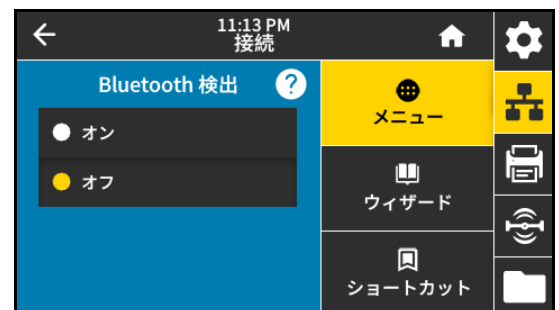 11:13 PM
接続
Bluetooth 検出
?
オン
オフ
メニュー
ウィザード
ショートカット